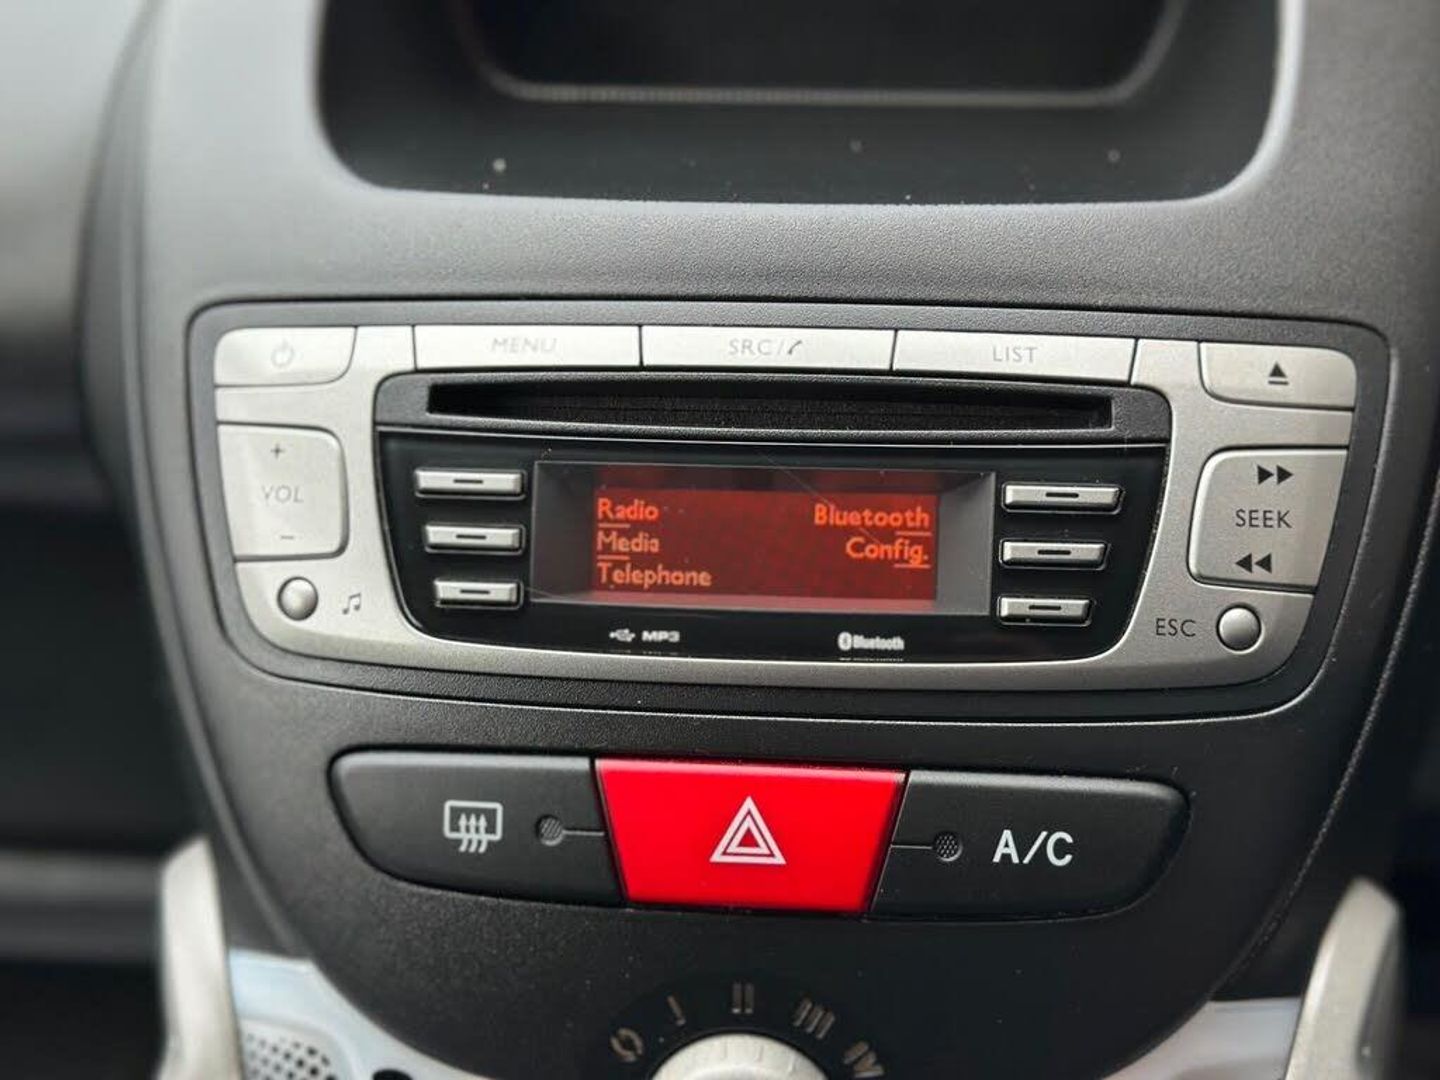 MENU
SRC/
LIST
+
VOL
-
SEEK
Radio
Bluetooth
Media
Config.
Telephone
ESC
MP3
Bluetooth
A/C